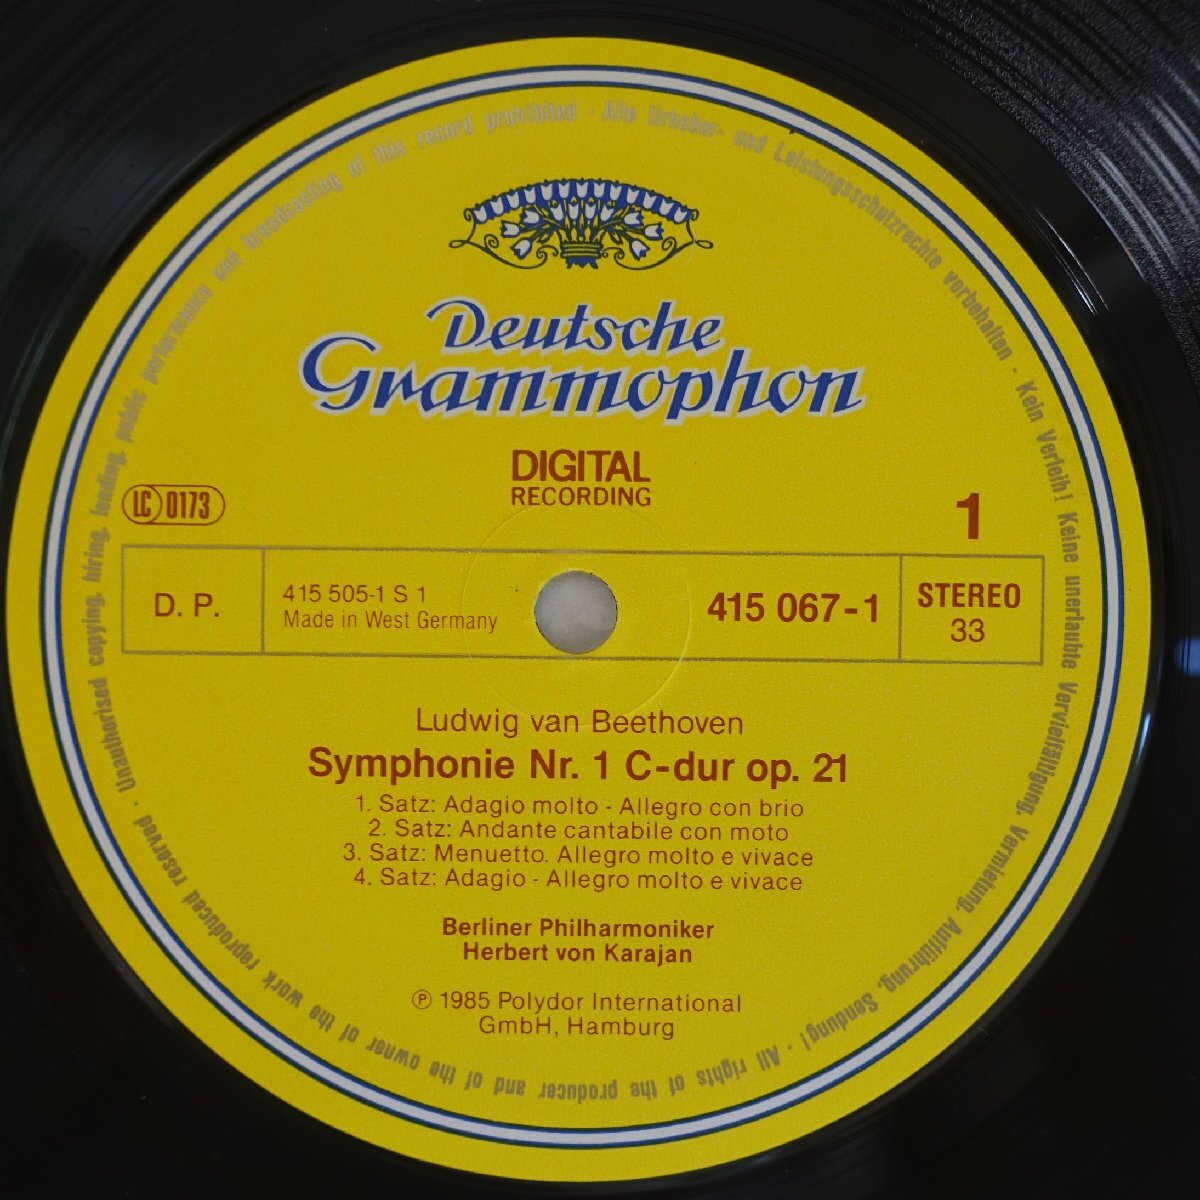 Deutsche
Grammophon
DIGITAL
RECORDING
LC 0173
1
D. P.
415 505-1 S 1
Made in West Germany
415 067-1
STEREO
33
Ludwig van Beethoven
Symphonie Nr. 1 C-dur op. 21
1. Satz: Adagio molto - Allegro con brio
2. Satz: Andante cantabile con moto
3. Satz: Menuetto. Allegro molto e vivace
4. Satz: Adagio - Allegro molto e vivace
Berliner Philharmoniker
Herbert von Karajan
℗ 1985 Polydor International
GmbH, Hamburg
Alle Urheber- und Leistungsschutzrechte vorbehalten · Kein Verleih! Keine unerlaubte Vervielfältigung, Vermietung, Aufführung, Sendung! · All rights of the producer and of the owner of the work reproduced reserved · Unauthorised copying, hiring, lending, public performance and broadcasting of this record prohibited ·